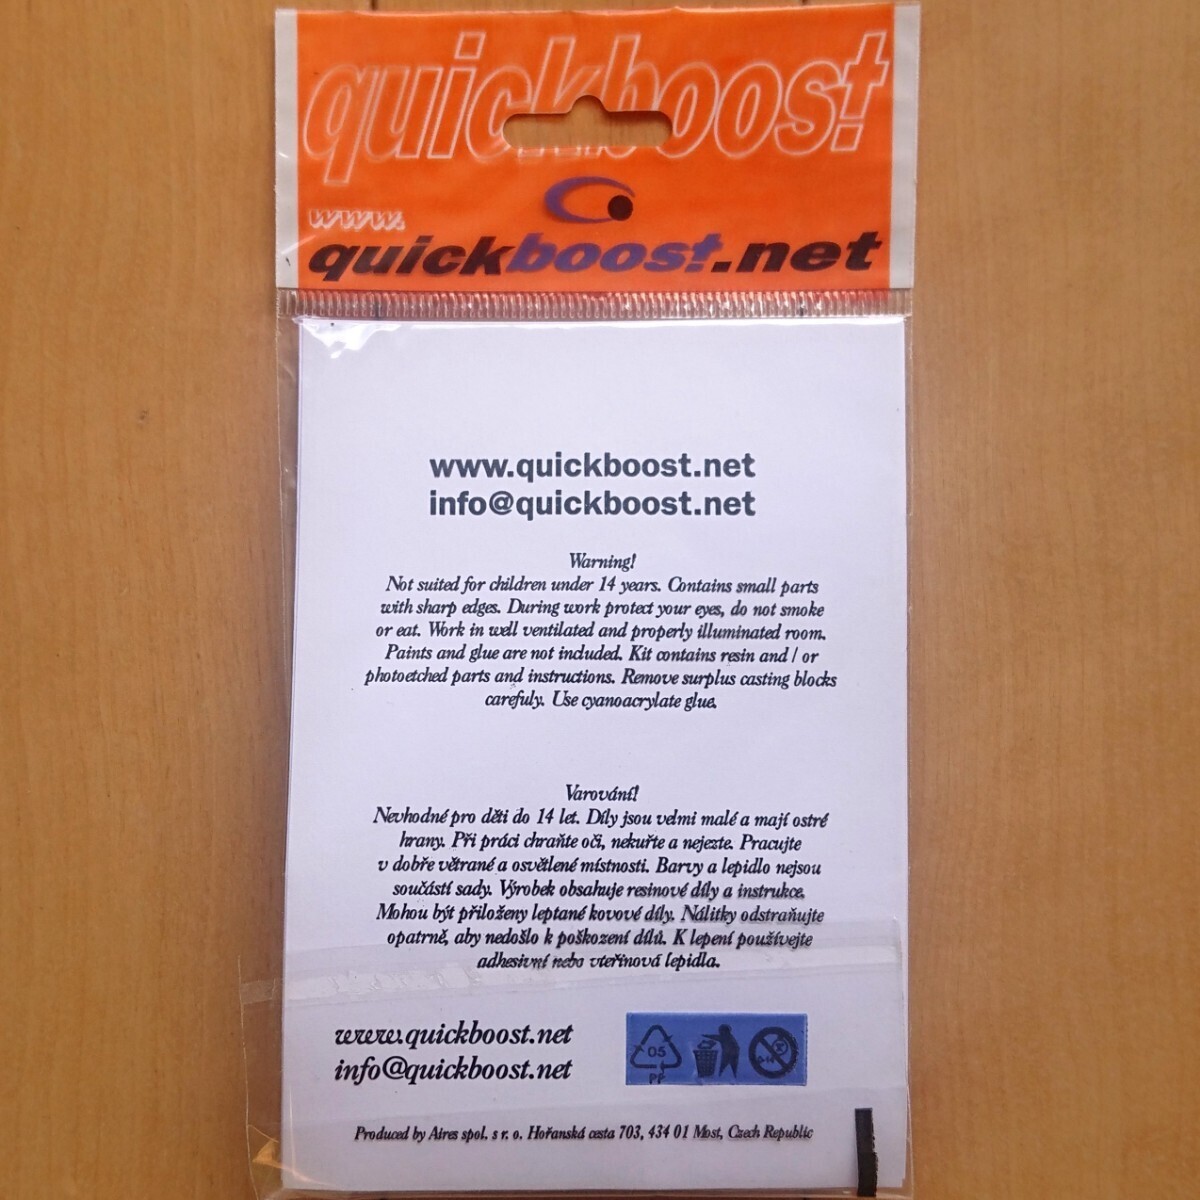 quickboost
www.
quickboost.net
www.quickboost.net
info@quickboost.net
Warning!
Not suited for children under 14 years. Contains small parts
with sharp edges. During work protect your eyes, do not smoke
or eat. Work in well ventilated and properly illuminated room.
Paints and glue are not included. Kit contains resin and / or
photoetched parts and instructions. Remove surplus casting blocks
carefuly. Use cyanoacrylate glue.
Varování!
Nevhodné pro děti do 14 let. Díly jsou velmi malé a mají ostré
hrany. Při práci chraňte oči, nekuřte a nejezte. Pracujte
v dobře větrané a osvětlené místnosti. Barvy a lepidlo nejsou
součástí sady. Výrobek obsahuje resinové díly a instrukce.
Mohou být přiloženy leptané kovové díly. Nálitky odstraňujte
opatrně, aby nedošlo k poškození dílů. K lepení používejte
adhesivní nebo vteřinová lepidla.
www.quickboost.net
info@quickboost.net
05
PP
0-3
Produced by Aires spol. s r. o. Hořanská cesta 703, 434 01 Most, Czech Republic